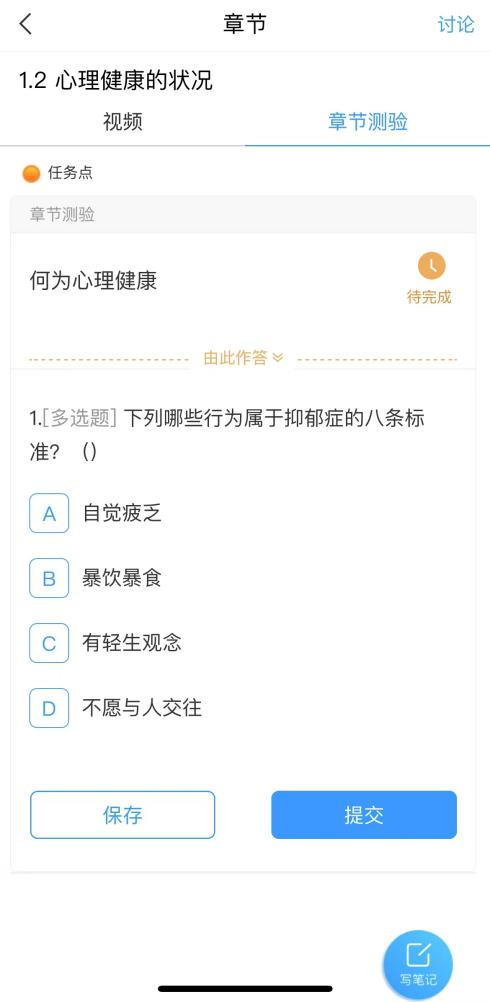 章节
讨论
1.2 心理健康的状况
视频
章节测验
任务点
章节测验
何为心理健康
待完成
由此作答
1.[多选题] 下列哪些行为属于抑郁症的八条标
准？（）
A 自觉疲乏
B 暴饮暴食
C 有轻生观念
D 不愿与人交往
保存
提交
写笔记